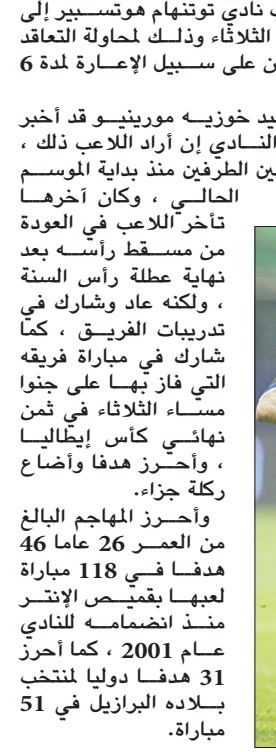 نادي توتنهام هوتسبير إلى
الثلاثاء وذلك لمحاولة التعاقد
على سبيل الإعارة لمدة 6
خوزيه مورينيو قد أخبر
النادي إن أراد اللاعب ذلك ،
الطرفين منذ بداية الموسم
الحالي ، وكان آخرها
تأخر اللاعب في العودة
من مسقط رأسه بعد
نهاية عطلة رأس السنة
، ولكنه عاد وشارك في
تدريبات الفريق ، كما
شارك في مباراة فريقه
التي فاز بها على جنوا
مساء الثلاثاء في ثمن
نهائي كأس إيطاليا
، وأحرز هدفا وأضاع
ركلة جزاء.
وأحرز المهاجم البالغ
من العمر 26 عاما 46
هدفا في 118 مباراة
لعبها بقميص الإنتر
منذ انضمامه للنادي
عام 2001 ، كما أحرز
31 هدفا دوليا لمنتخب
بلاده البرازيل في 51
مباراة.